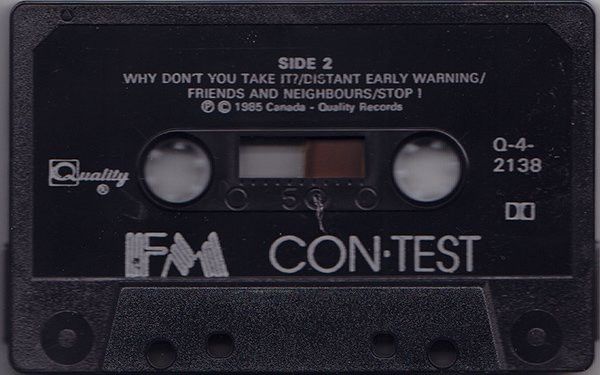 SIDE 2
WHY DON'T YOU TAKE IT?/DISTANT EARLY WARNING/
FRIENDS AND NEIGHBOURS/STOP !
Ⓟ © 1985 Canada - Quality Records
Quality
®
Q-4-
2138
50
FM CON·TEST